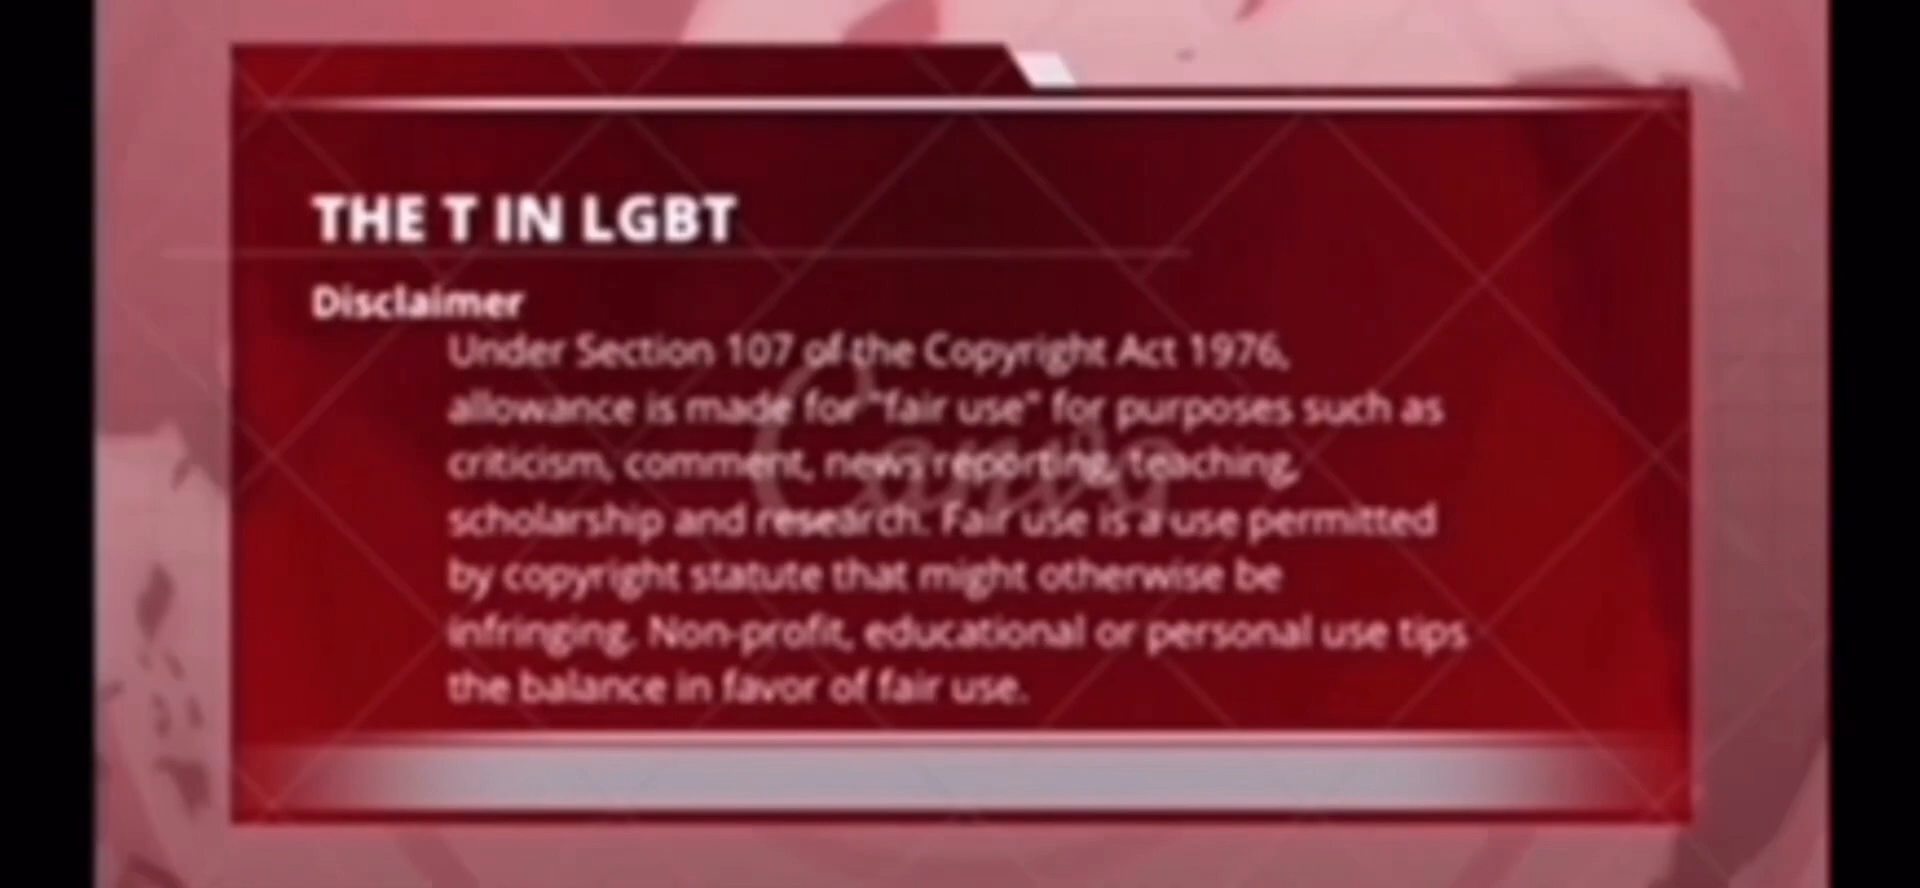 THE T IN LGBT
Disclaimer
Under Section 107 of the Copyright Act 1976,
allowance is made for "fair use" for purposes such as
criticism, comment, news reporting, teaching,
scholarship and research. Fair use is a use permitted
by copyright statute that might otherwise be
infringing. Non-profit, educational or personal use tips
the balance in favor of fair use.
Canva